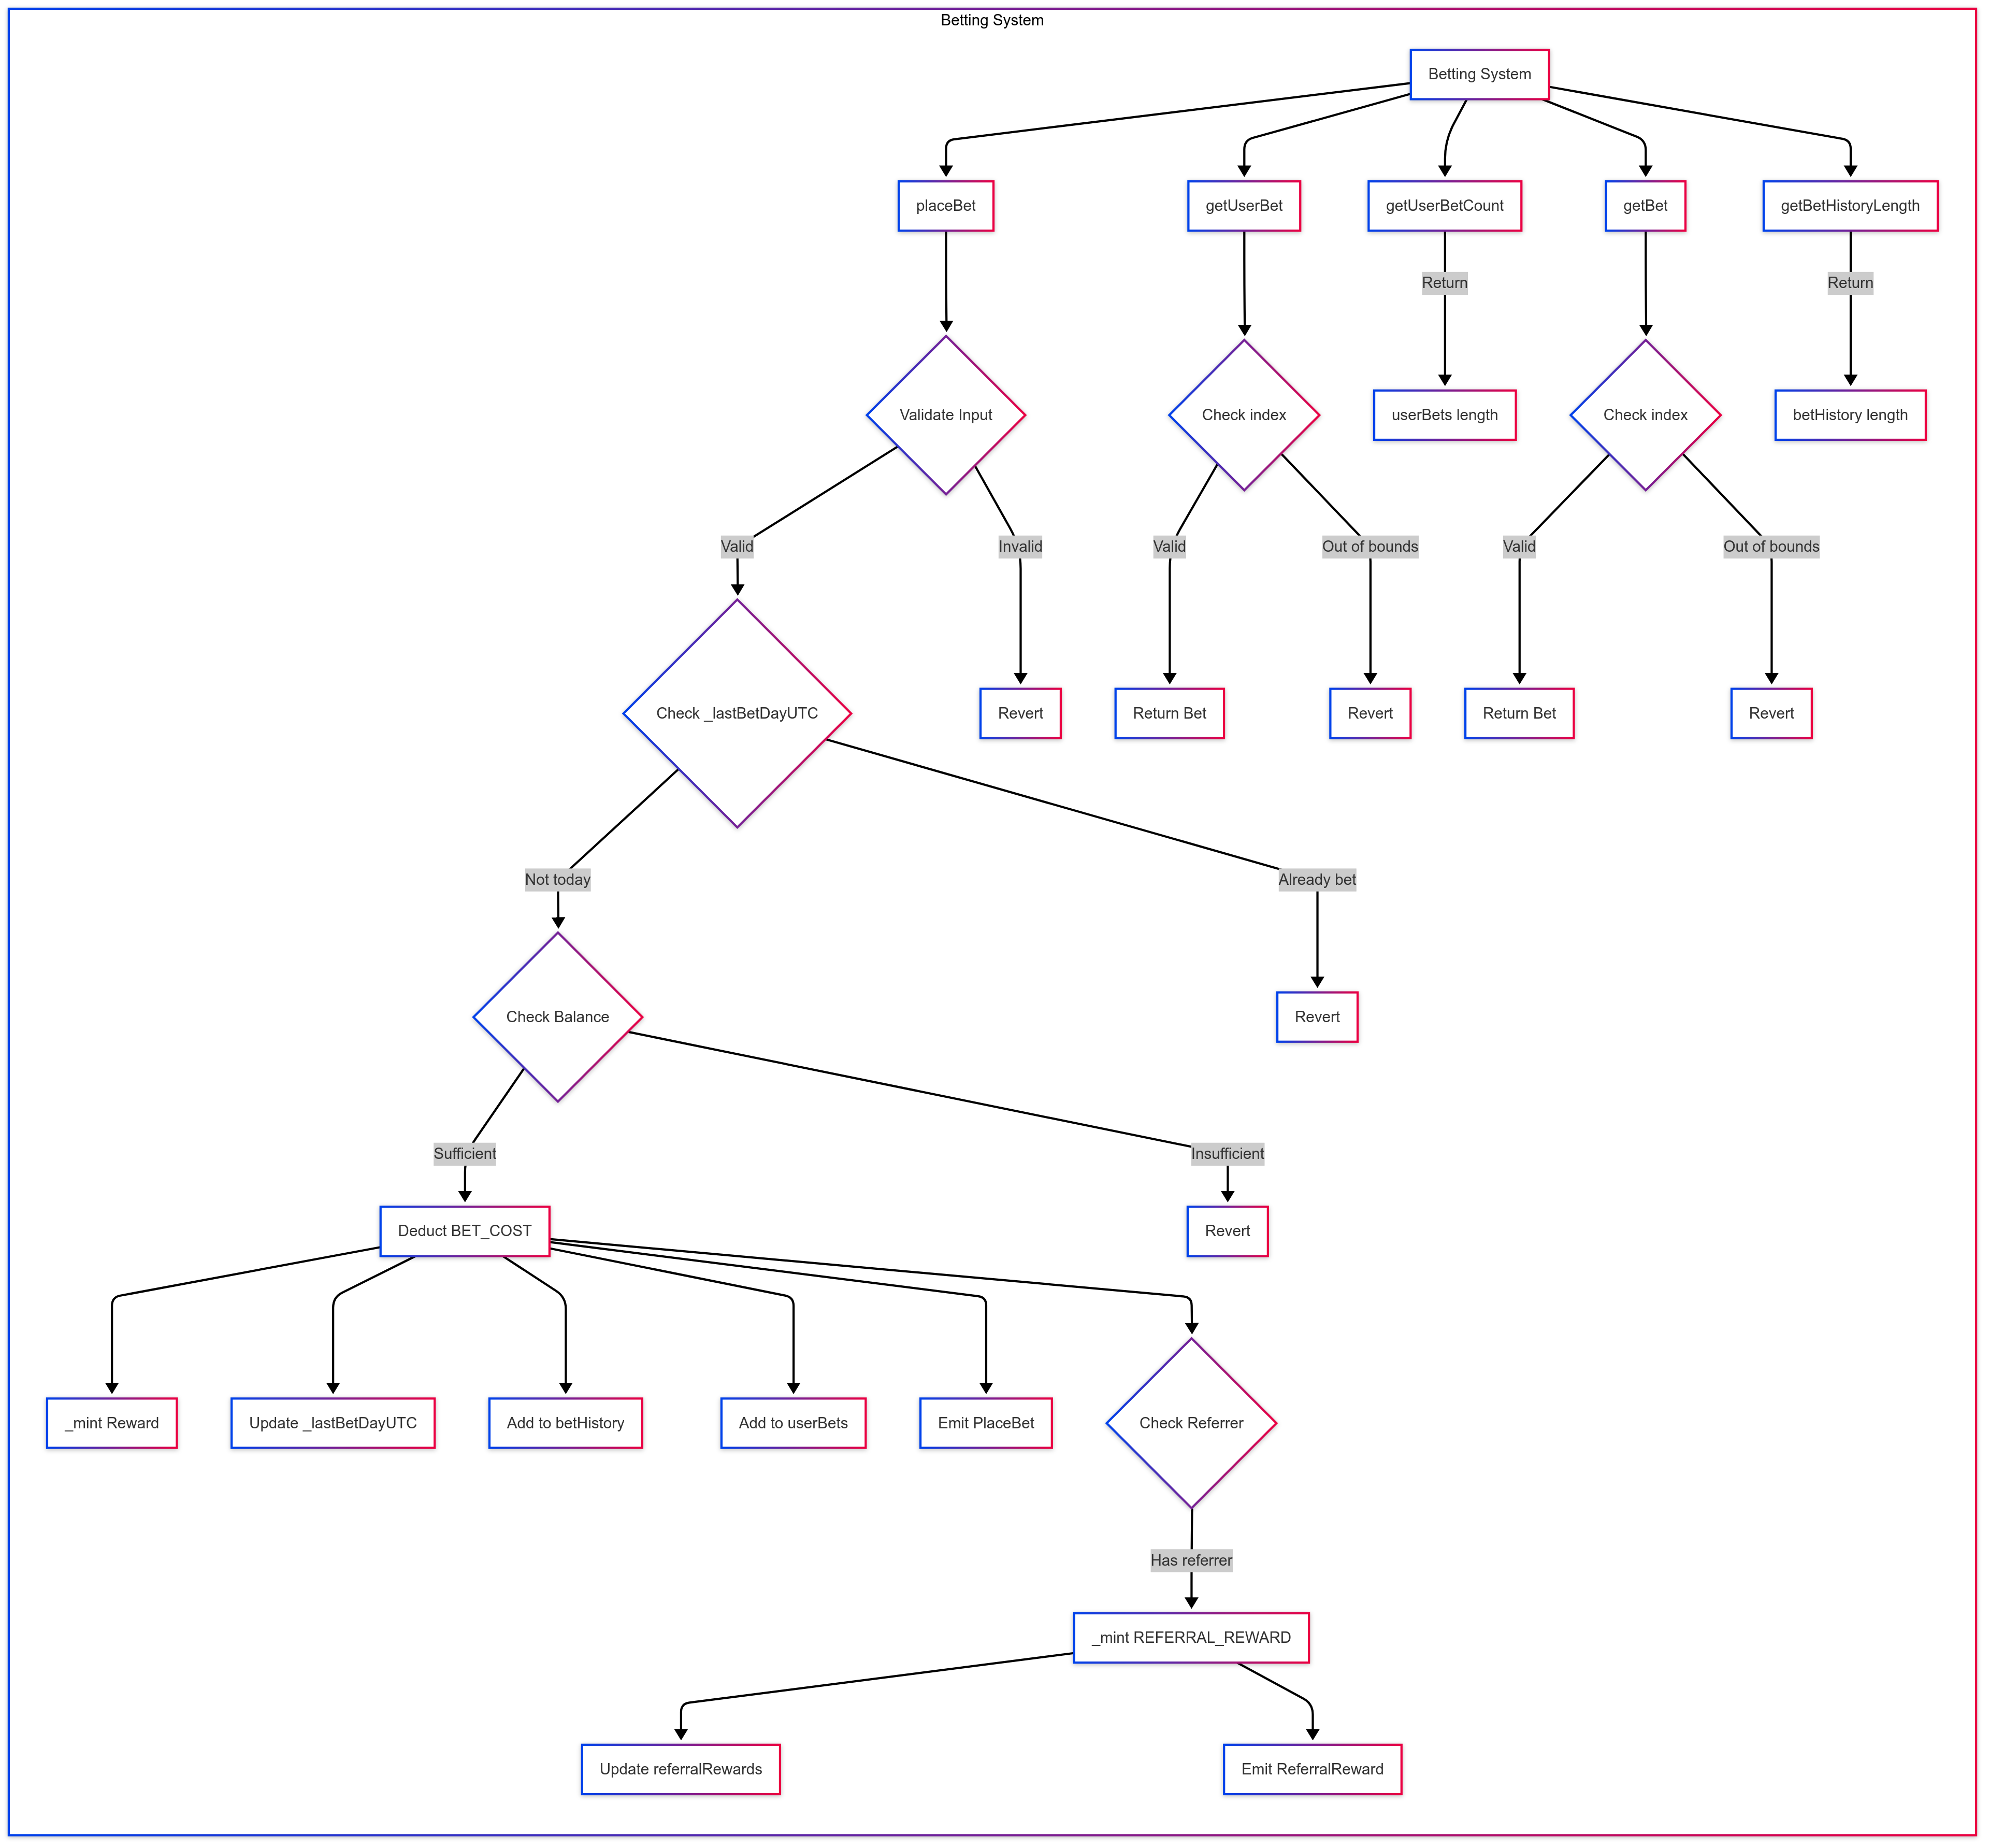 Betting System
Betting System
placeBet
getUserBet
getUserBetCount
getBet
getBetHistoryLength
Return
Return
Validate Input
Check index
userBets length
Check index
betHistory length
Valid
Invalid
Valid
Out of bounds
Valid
Out of bounds
Check _lastBetDayUTC
Revert
Return Bet
Revert
Return Bet
Revert
Not today
Already bet
Check Balance
Revert
Sufficient
Insufficient
Deduct BET_COST
Revert
_mint Reward
Update _lastBetDayUTC
Add to betHistory
Add to userBets
Emit PlaceBet
Check Referrer
Has referrer
_mint REFERRAL_REWARD
Update referralRewards
Emit ReferralReward